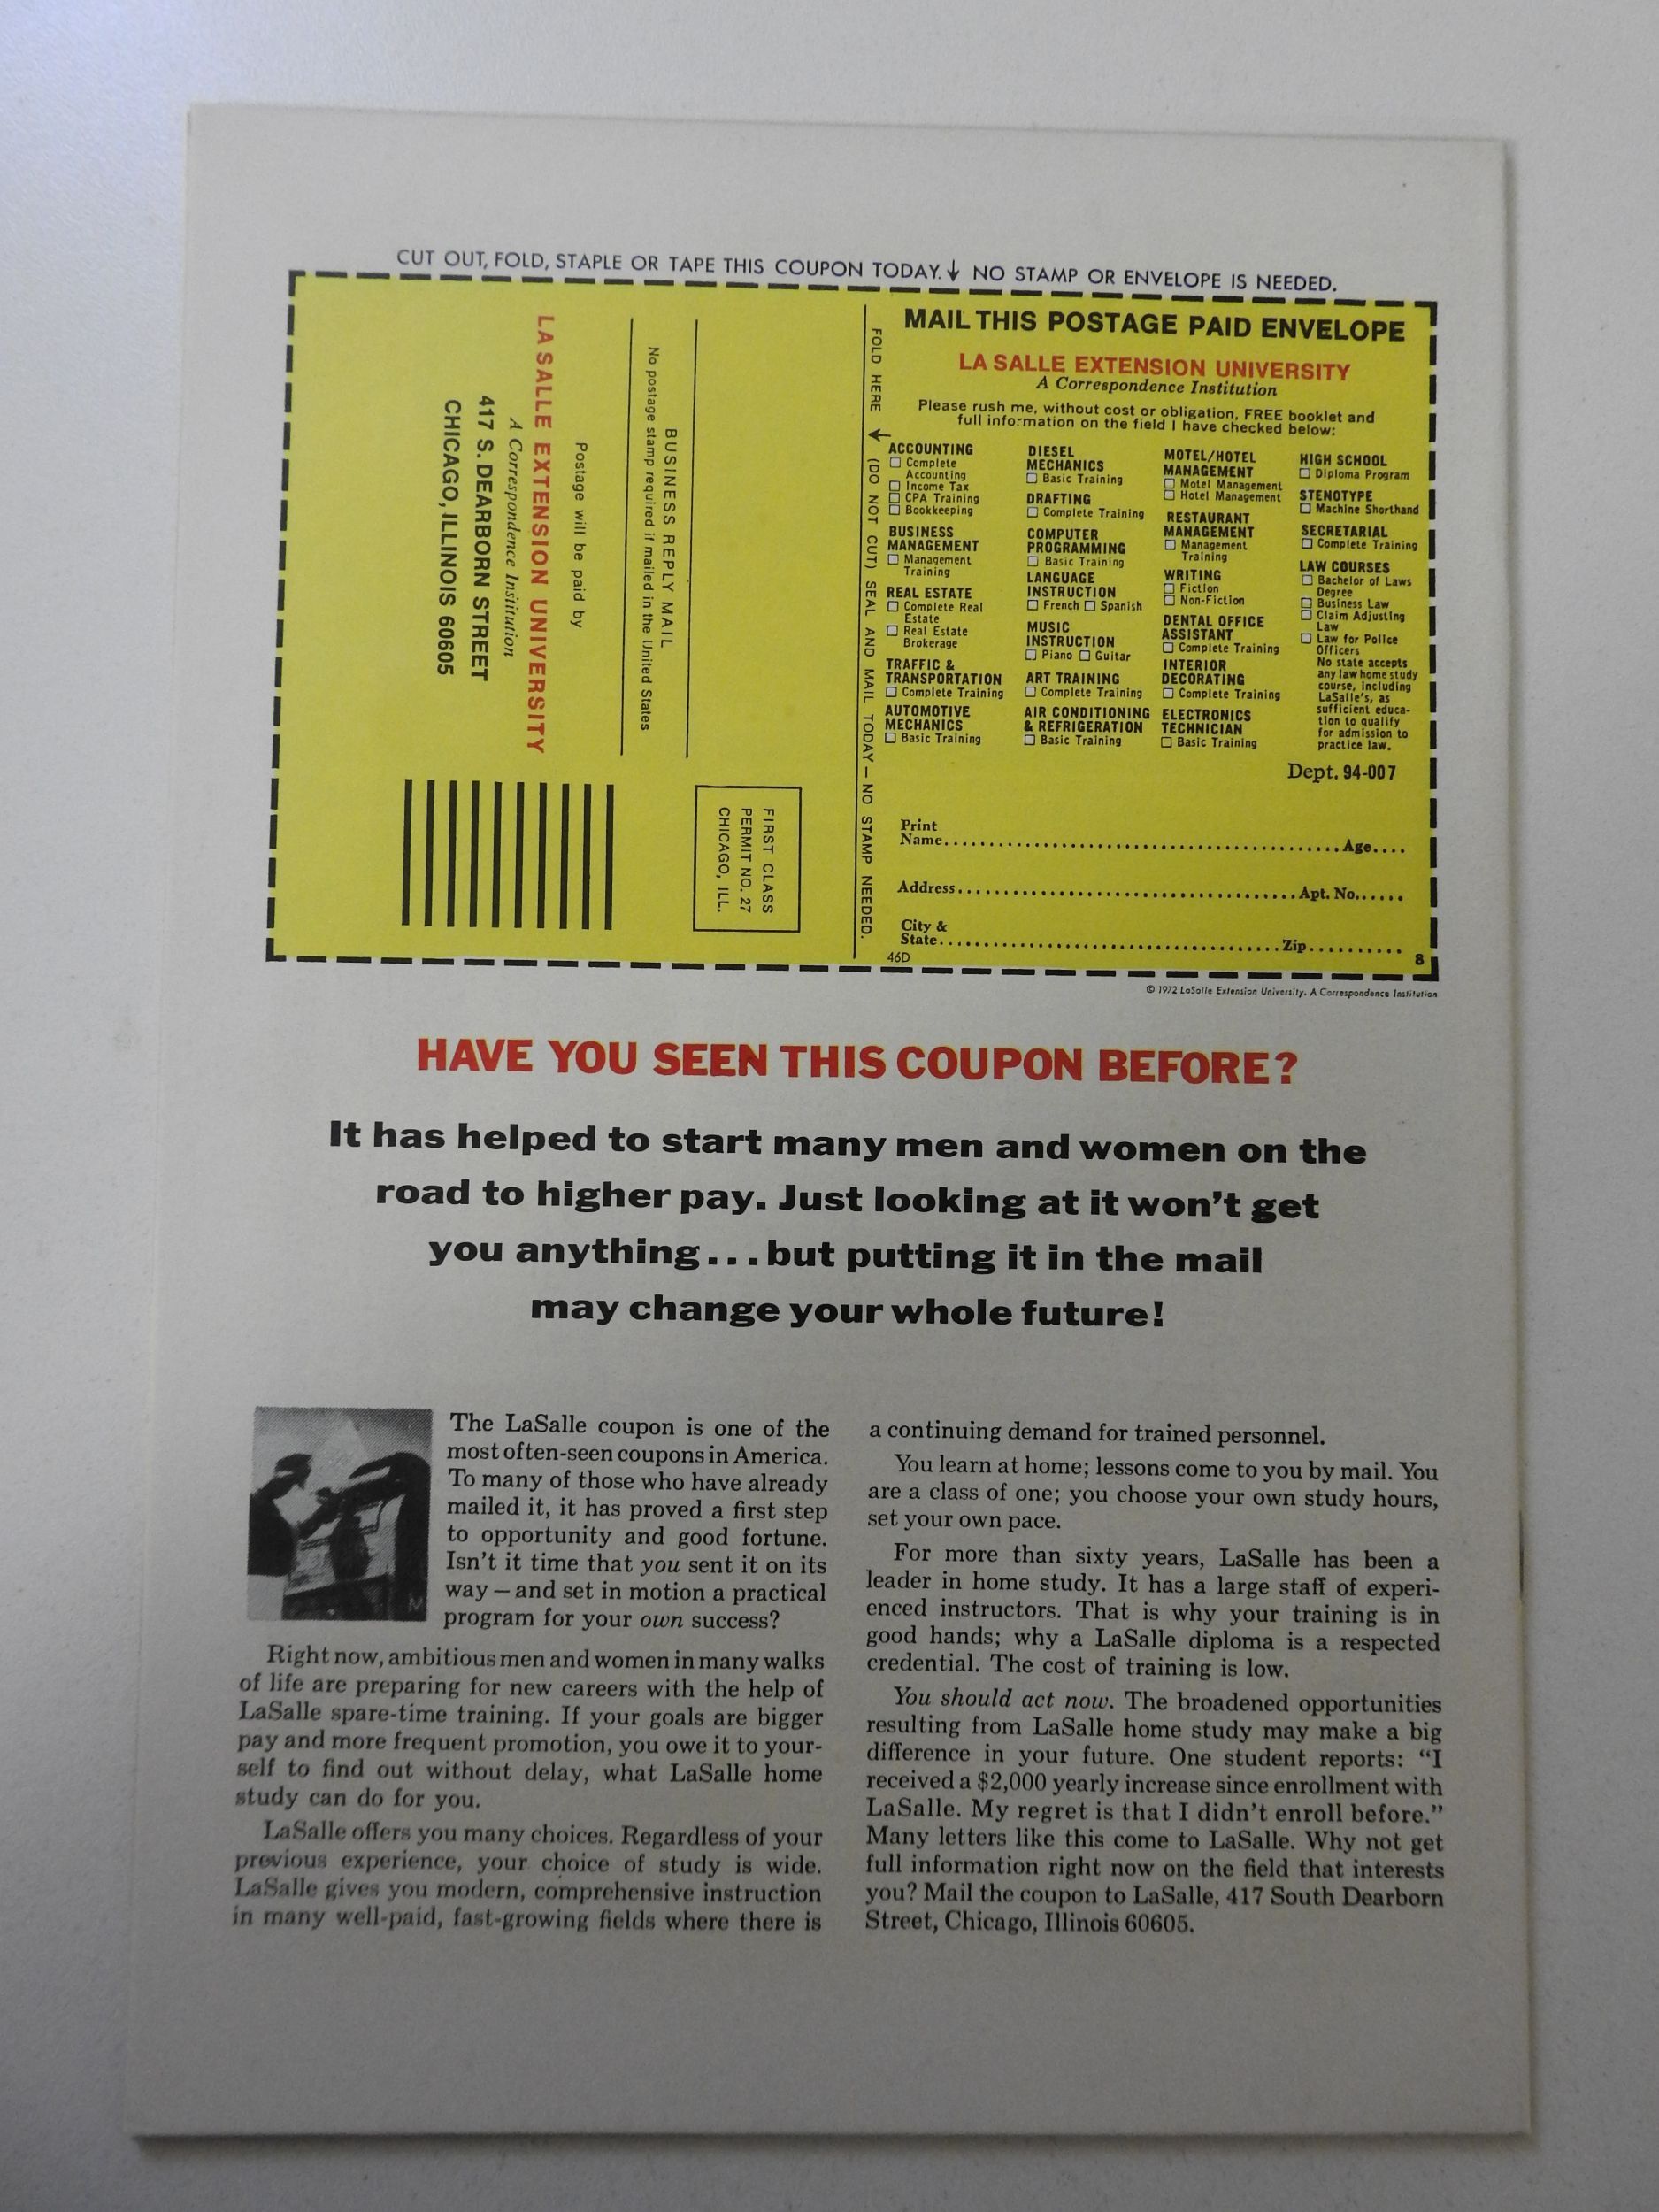 CUT OUT, FOLD, STAPLE OR TAPE THIS COUPON TODAY. ↓ NO STAMP OR ENVELOPE IS NEEDED.
FIRST CLASS
PERMIT NO. 27
CHICAGO, ILL.
BUSINESS REPLY MAIL
No postage stamp required if mailed in the United States
Postage will be paid by
LA SALLE EXTENSION UNIVERSITY
A Correspondence Institution
417 S. DEARBORN STREET
CHICAGO, ILLINOIS 60605
FOLD HERE ↓ (DO NOT CUT) SEAL AND MAIL TODAY — NO STAMP NEEDED.
MAIL THIS POSTAGE PAID ENVELOPE
LA SALLE EXTENSION UNIVERSITY
A Correspondence Institution
Please rush me, without cost or obligation, FREE booklet and
full information on the field I have checked below:
ACCOUNTING
☐ Complete
Accounting
☐ Income Tax
☐ CPA Training
☐ Bookkeeping
BUSINESS
MANAGEMENT
☐ Management
Training
REAL ESTATE
☐ Complete Real
Estate
☐ Real Estate
Brokerage
TRAFFIC &
TRANSPORTATION
☐ Complete Training
AUTOMOTIVE
MECHANICS
☐ Basic Training
DIESEL
MECHANICS
☐ Basic Training
DRAFTING
☐ Complete Training
COMPUTER
PROGRAMMING
☐ Basic Training
LANGUAGE
INSTRUCTION
☐ French ☐ Spanish
MUSIC
INSTRUCTION
☐ Piano ☐ Guitar
ART TRAINING
☐ Complete Training
AIR CONDITIONING
& REFRIGERATION
☐ Basic Training
MOTEL/HOTEL
MANAGEMENT
☐ Motel Management
☐ Hotel Management
RESTAURANT
MANAGEMENT
☐ Management
Training
WRITING
☐ Fiction
☐ Non-Fiction
DENTAL OFFICE
ASSISTANT
☐ Complete Training
INTERIOR
DECORATING
☐ Complete Training
ELECTRONICS
TECHNICIAN
☐ Basic Training
HIGH SCHOOL
☐ Diploma Program
STENOTYPE
☐ Machine Shorthand
SECRETARIAL
☐ Complete Training
LAW COURSES
☐ Bachelor of Laws
Degree
☐ Business Law
☐ Claim Adjusting
Law
☐ Law for Police
Officers
No state accepts
any law home study
course, including
LaSalle's, as
sufficient educa-
tion to qualify
for admission to
practice law.
Dept. 94-007
Print
Name........................................Age....
Address........................................Apt. No......
City &
State........................................Zip..........
46D 8
© 1972 LaSalle Extension University. A Correspondence Institution
HAVE YOU SEEN THIS COUPON BEFORE?
It has helped to start many men and women on the
road to higher pay. Just looking at it won't get
you anything...but putting it in the mail
may change your whole future!
M
The LaSalle coupon is one of the
most often-seen coupons in America.
To many of those who have already
mailed it, it has proved a first step
to opportunity and good fortune.
Isn't it time that you sent it on its
way — and set in motion a practical
program for your own success?
Right now, ambitious men and women in many walks
of life are preparing for new careers with the help of
LaSalle spare-time training. If your goals are bigger
pay and more frequent promotion, you owe it to your-
self to find out without delay, what LaSalle home
study can do for you.
LaSalle offers you many choices. Regardless of your
previous experience, your choice of study is wide.
LaSalle gives you modern, comprehensive instruction
in many well-paid, fast-growing fields where there is
a continuing demand for trained personnel.
You learn at home; lessons come to you by mail. You
are a class of one; you choose your own study hours,
set your own pace.
For more than sixty years, LaSalle has been a
leader in home study. It has a large staff of experi-
enced instructors. That is why your training is in
good hands; why a LaSalle diploma is a respected
credential. The cost of training is low.
You should act now. The broadened opportunities
resulting from LaSalle home study may make a big
difference in your future. One student reports: "I
received a $2,000 yearly increase since enrollment with
LaSalle. My regret is that I didn't enroll before."
Many letters like this come to LaSalle. Why not get
full information right now on the field that interests
you? Mail the coupon to LaSalle, 417 South Dearborn
Street, Chicago, Illinois 60605.